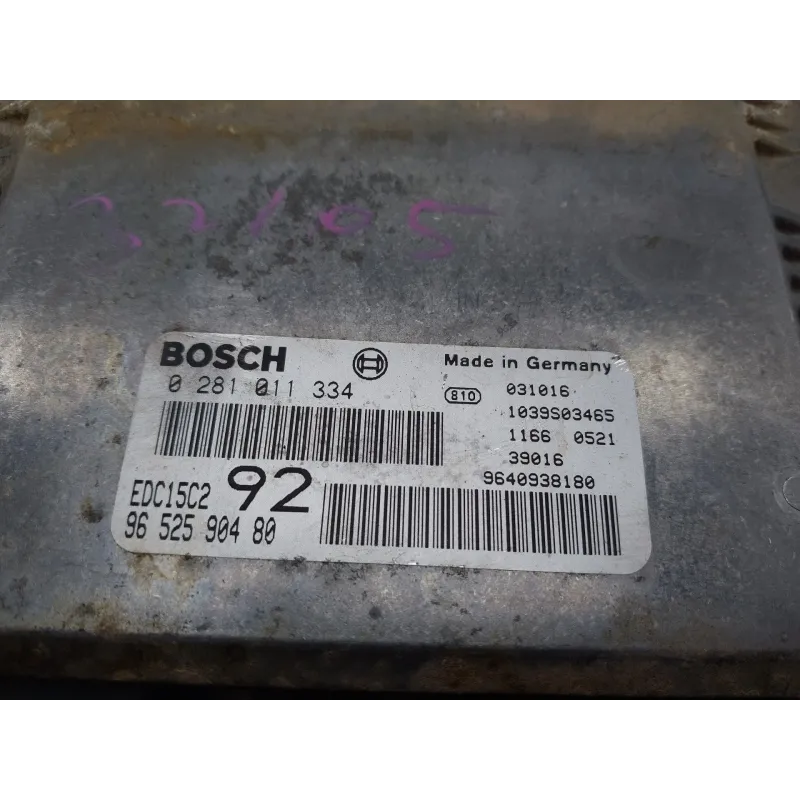 32105
BOSCH
Made in Germany
0 281 011 334
810
031016
1039S03465
1166 0521
39016
9640938180
EDC15C2
92
96 525 904 80